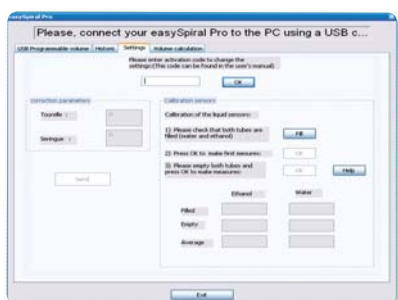 easySpiral Pro
Please, connect your easySpiral Pro to the PC using a USB c...
USB Programmable volume
History
Settings
Volume calculation
Please enter activation code to change the
settings:(This code can be found in the user's manual)
OK
correction parameters
Tourelle :
Seringue :
Send
Calibration sensors
Calibration of the liquid sensors:
1) Please check that both tubes are
filled (water and ethanol)
Fill
2) Press OK to make first mesures:
OK
3) Please empty both tubes and
press OK to make measures:
OK
Help
Ethanol Water
Filled
Empty
Average
Exit